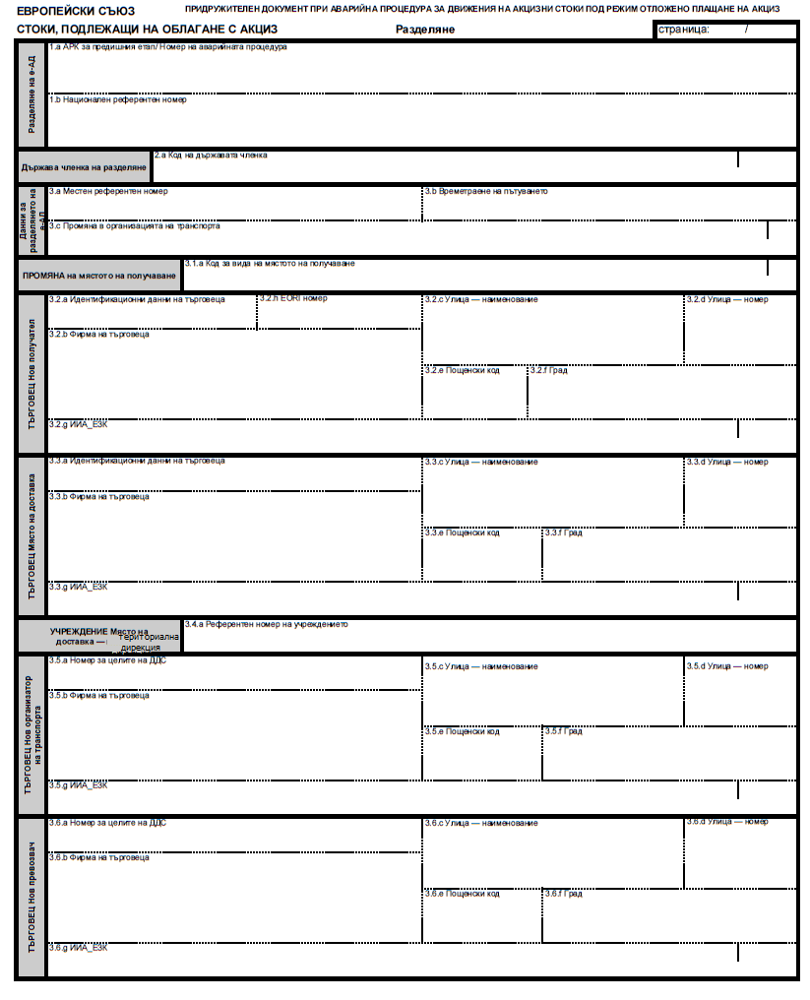 ЕВРОПЕЙСКИ СЪЮЗ
ПРИДРУЖИТЕЛЕН ДОКУМЕНТ ПРИ АВАРИЙНА ПРОЦЕДУРА ЗА ДВИЖЕНИЯ НА АКЦИЗНИ СТОКИ ПОД РЕЖИМ ОТЛОЖЕНО ПЛАЩАНЕ НА АКЦИЗ
СТОКИ, ПОДЛЕЖАЩИ НА ОБЛАГАНЕ С АКЦИЗ
Разделяне
страница: /
Разделяне на е-АД
1.a АРК за предишния етап/ Номер на аварийната процедура
1.b Национален референтен номер
Държава членка на разделяне
2.a Код на държавата членка
Данни за
разделянето на
е-АД
3.a Местен референтен номер
3.b Времетраене на пътуването
3.c Промяна в организацията на транспорта
ПРОМЯНА на мястото на получаване
3.1.a Код за вида на мястото на получаване
ТЪРГОВЕЦ Нов получател
3.2.a Идентификационни данни на търговеца
3.2.h EORI номер
3.2.c Улица — наименование
3.2.d Улица — номер
3.2.b Фирма на търговеца
3.2.e Пощенски код
3.2.f Град
3.2.g ИИА_ЕЗК
ТЪРГОВЕЦ Място на доставка
3.3.a Идентификационни данни на търговеца
3.3.c Улица — наименование
3.3.d Улица — номер
3.3.b Фирма на търговеца
3.3.e Пощенски код
3.3.f Град
3.3.g ИИА_ЕЗК
УЧРЕЖДЕНИЕ Място на
доставка —
териториална
дирекция
3.4.a Референтен номер на учреждението
ТЪРГОВЕЦ Нов организатор
на транспорта
3.5.a Номер за целите на ДДС
3.5.c Улица — наименование
3.5.d Улица — номер
3.5.b Фирма на търговеца
3.5.e Пощенски код
3.5.f Град
3.5.g ИИА_ЕЗК
ТЪРГОВЕЦ Нов превозвач
3.6.a Номер за целите на ДДС
3.6.c Улица — наименование
3.6.d Улица — номер
3.6.b Фирма на търговеца
3.6.e Пощенски код
3.6.f Град
3.6.g ИИА_ЕЗК